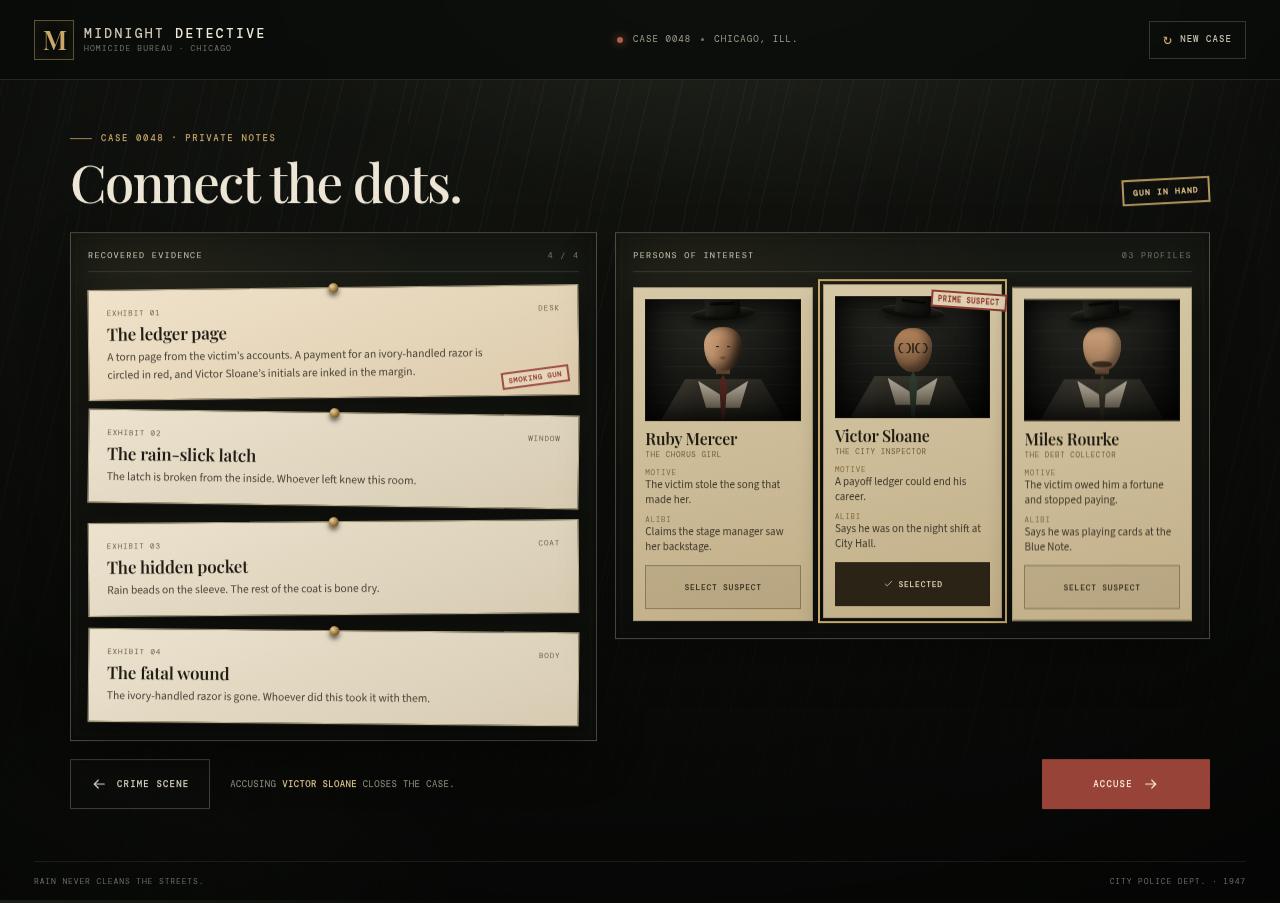 M
MIDNIGHT DETECTIVE
HOMICIDE BUREAU · CHICAGO
CASE 0048 • CHICAGO, ILL.
↻ NEW CASE
CASE 0048 · PRIVATE NOTES
Connect the dots.
GUN IN HAND
RECOVERED EVIDENCE
4 / 4
EXHIBIT 01
DESK
The ledger page
A torn page from the victim's accounts. A payment for an ivory-handled razor is
circled in red, and Victor Sloane's initials are inked in the margin.
SMOKING GUN
EXHIBIT 02
WINDOW
The rain-slick latch
The latch is broken from the inside. Whoever left knew this room.
EXHIBIT 03
COAT
The hidden pocket
Rain beads on the sleeve. The rest of the coat is bone dry.
EXHIBIT 04
BODY
The fatal wound
The ivory-handled razor is gone. Whoever did this took it with them.
PERSONS OF INTEREST
03 PROFILES
Ruby Mercer
THE CHORUS GIRL
MOTIVE
The victim stole the song that
made her.
ALIBI
Claims the stage manager saw
her backstage.
SELECT SUSPECT
PRIME SUSPECT
Victor Sloane
THE CITY INSPECTOR
MOTIVE
A payoff ledger could end his
career.
ALIBI
Says he was on the night shift at
City Hall.
✓ SELECTED
Miles Rourke
THE DEBT COLLECTOR
MOTIVE
The victim owed him a fortune
and stopped paying.
ALIBI
Says he was playing cards at the
Blue Note.
SELECT SUSPECT
← CRIME SCENE
ACCUSING VICTOR SLOANE CLOSES THE CASE.
ACCUSE →
RAIN NEVER CLEANS THE STREETS.
CITY POLICE DEPT. · 1947